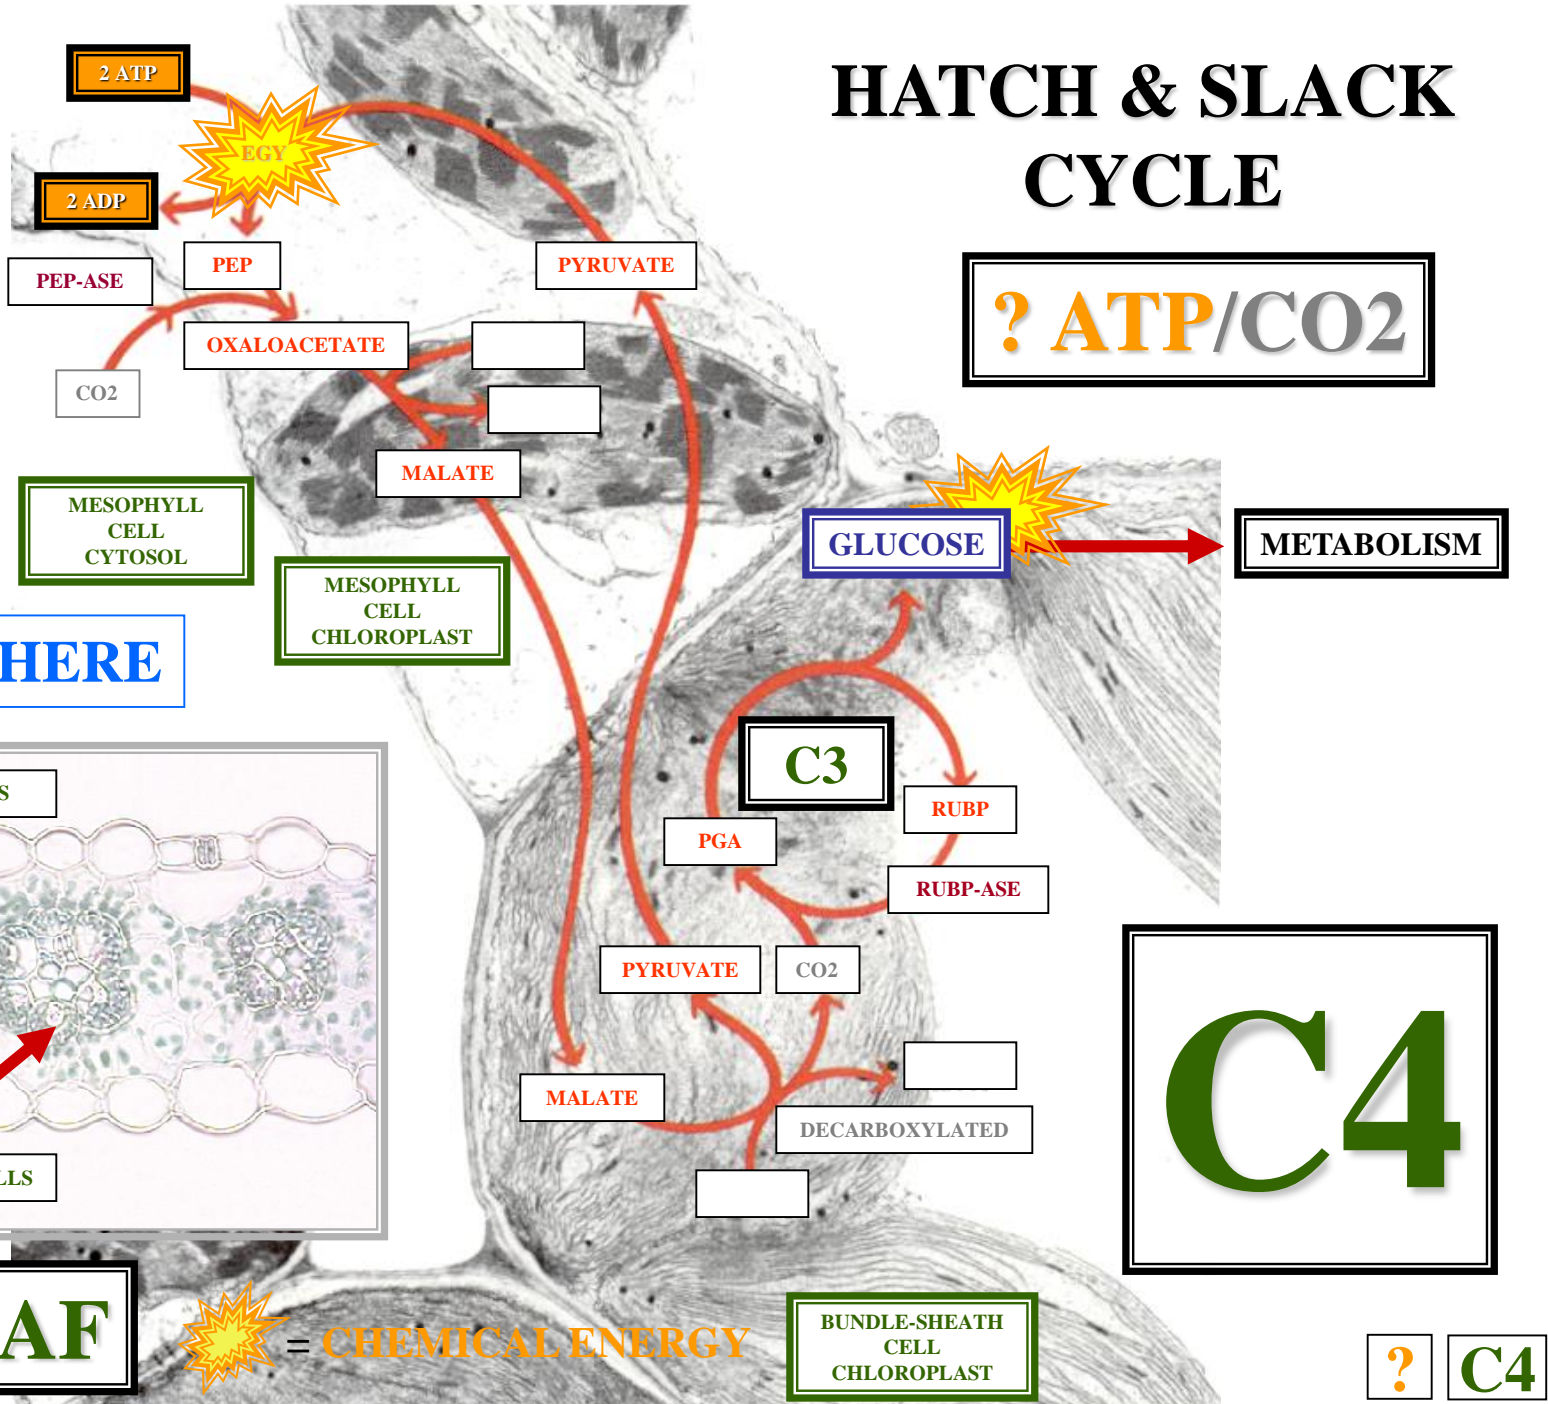 HATCH & SLACK
CYCLE
2 ATP
EGY
2 ADP
PEP-ASE
PEP
PYRUVATE
? ATP/CO2
OXALOACETATE
CO2
MALATE
MESOPHYLL
CELL
CYTOSOL
GLUCOSE
METABOLISM
MESOPHYLL
CELL
CHLOROPLAST
HERE
C3
S
RUBP
PGA
RUBP-ASE
PYRUVATE
CO2
C4
MALATE
DECARBOXYLATED
LLS
AF
= CHEMICAL ENERGY
BUNDLE-SHEATH
CELL
CHLOROPLAST
?
C4